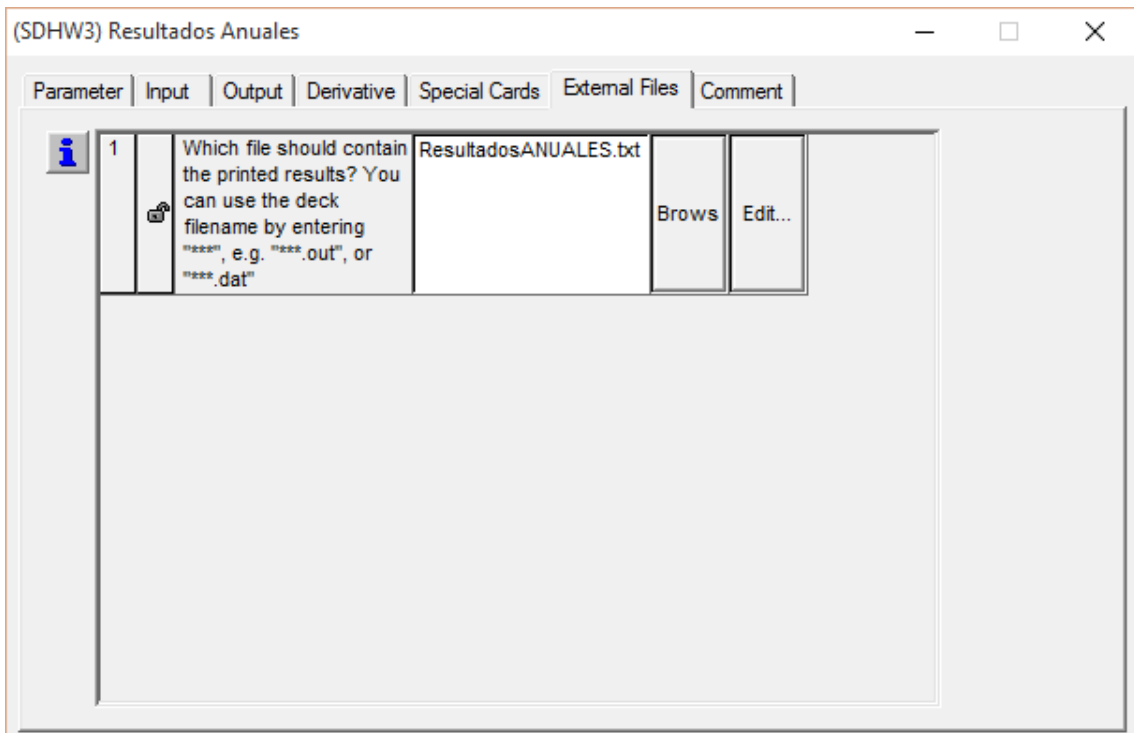 (SDHW3) Resultados Anuales
Parameter Input Output Derivative Special Cards External Files Comment
i
1
Which file should contain
the printed results? You
can use the deck
filename by entering
"***", e.g. "***.out", or
"***.dat"
ResultadosANUALES.txt
Brows
Edit...